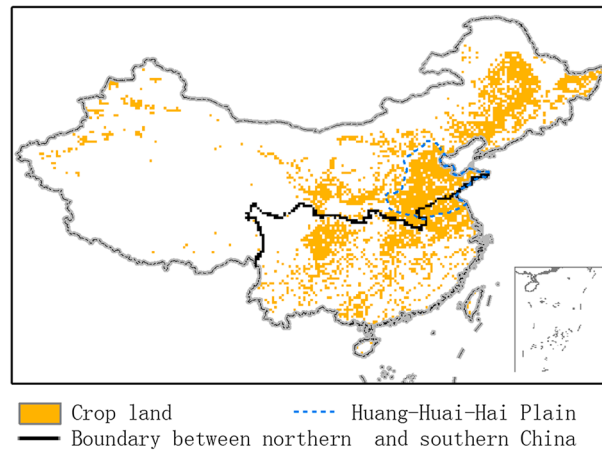 Crop land
Huang-Huai-Hai Plain
Boundary between northern and southern China